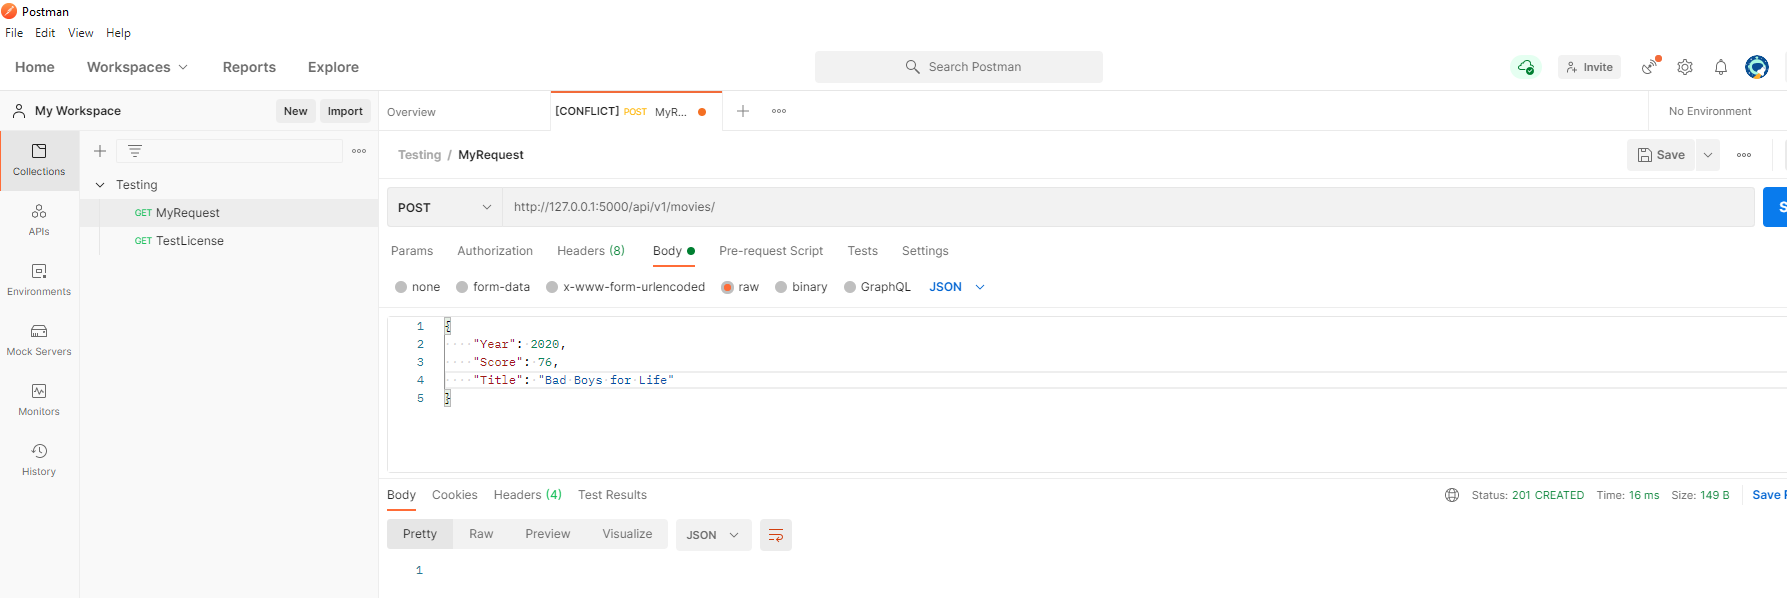 Postman
File Edit View Help
Home Workspaces Reports Explore Search Postman Invite
My Workspace New Import Overview [CONFLICT] POST MyR... No Environment
Collections
APIs
Environments
Mock Servers
Monitors
History
Testing
GET MyRequest
GET TestLicense
Testing / MyRequest Save
POST http://127.0.0.1:5000/api/v1/movies/
Params Authorization Headers (8) Body Pre-request Script Tests Settings
none form-data x-www-form-urlencoded raw binary GraphQL JSON
1 {
2 "Year": 2020,
3 "Score": 76,
4 "Title": "Bad Boys for Life"
5 }
Body Cookies Headers (4) Test Results Status: 201 CREATED Time: 16 ms Size: 149 B Save
Pretty Raw Preview Visualize JSON
1